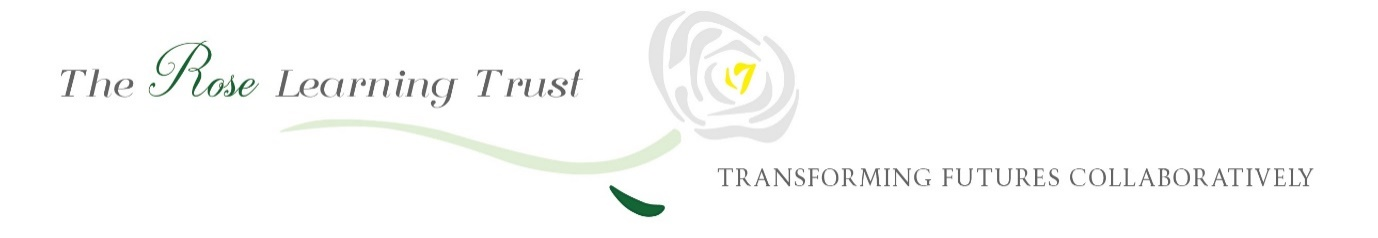 The Rose Learning Trust
TRANSFORMING FUTURES COLLABORATIVELY